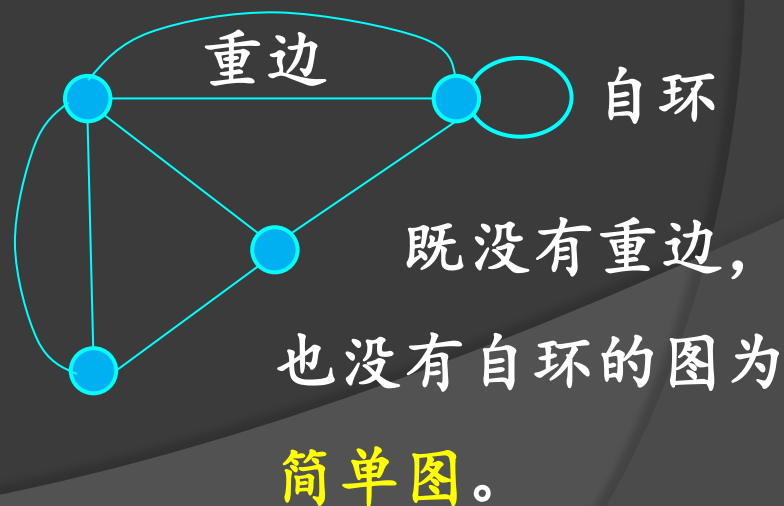 重边
自环
既没有重边，
也没有自环的图为
简单图。